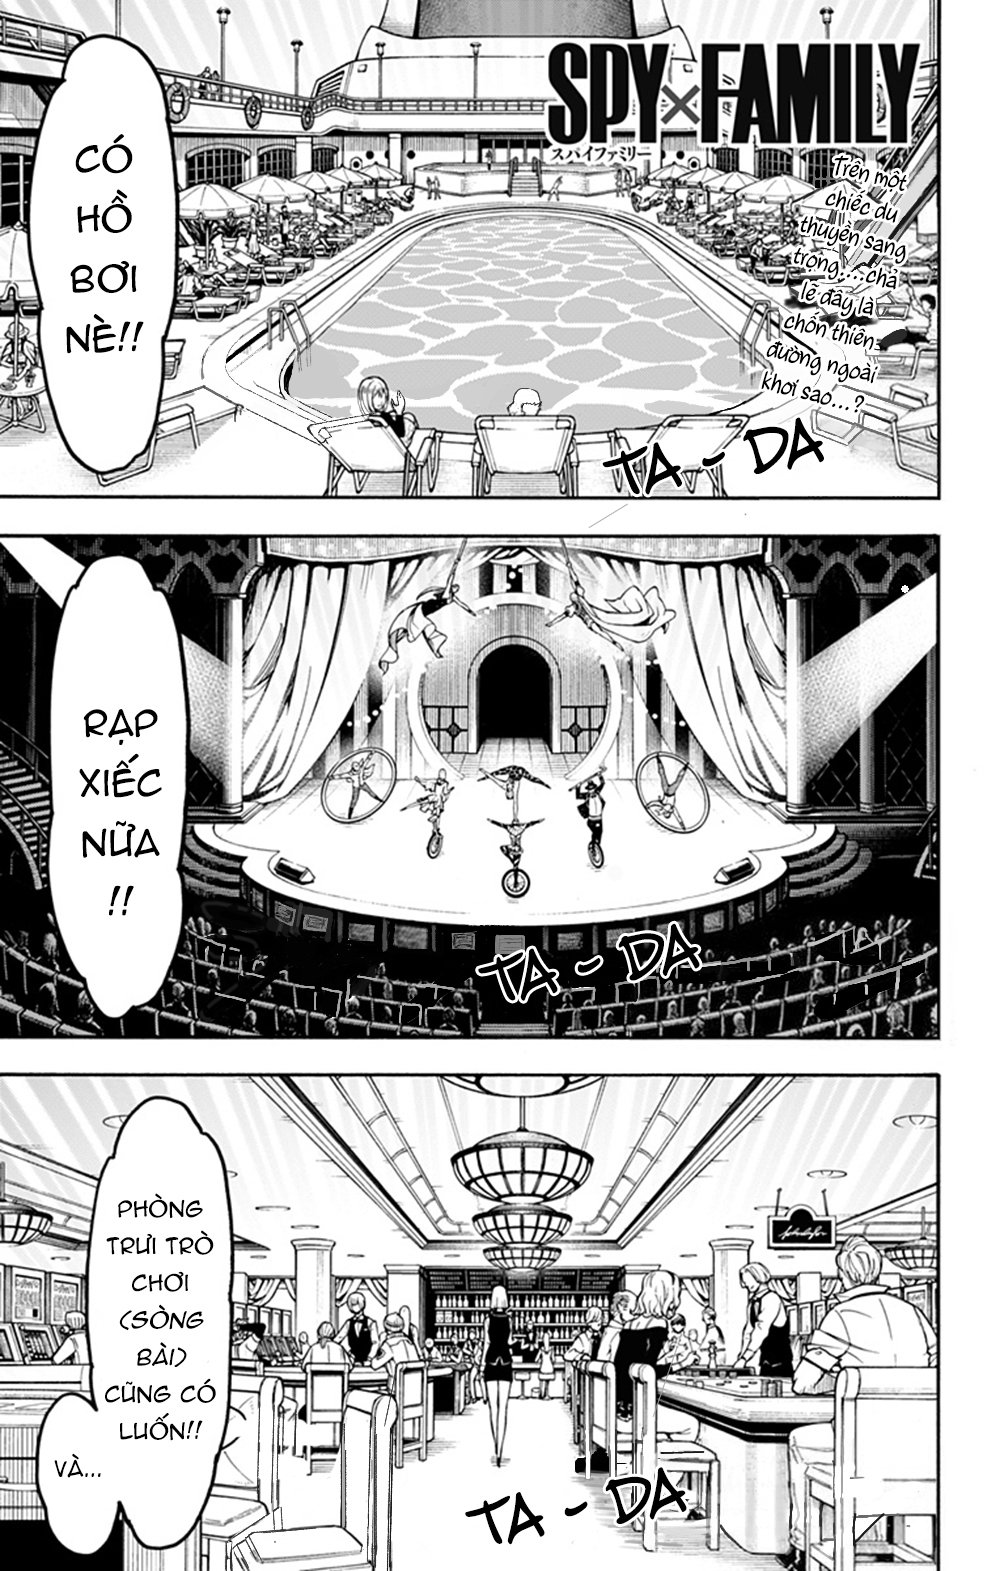 SPY×FAMILY
スパイファミリー
Trên một
chiếc du
thuyền sang
trọng....chả
lẽ đây là
chốn thiên
đường ngoài
khơi sao...?
CÓ
HỒ
BƠI
NÈ!!
TA - DA
RẠP
XIẾC
NỮA
!!
TA - DA
PHÒNG
TRƯI TRÒ
CHƠI
(SÒNG
BÀI)
CŨNG CÓ
LUỐN!!
VÀ...
TA - DA